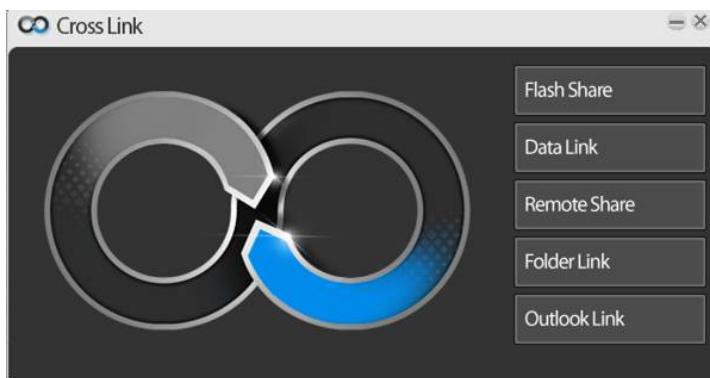 Cross Link
Flash Share
Data Link
Remote Share
Folder Link
Outlook Link